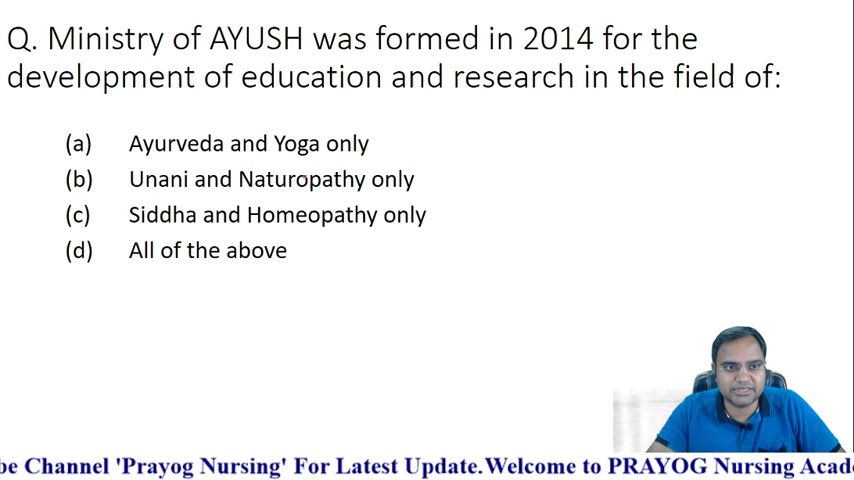 Q. Ministry of AYUSH was formed in 2014 for the
development of education and research in the field of:
(a) Ayurveda and Yoga only
(b) Unani and Naturopathy only
(c) Siddha and Homeopathy only
(d) All of the above
Channel 'Prayog Nursing' For Latest Update.Welcome to PRAYOG Nursing